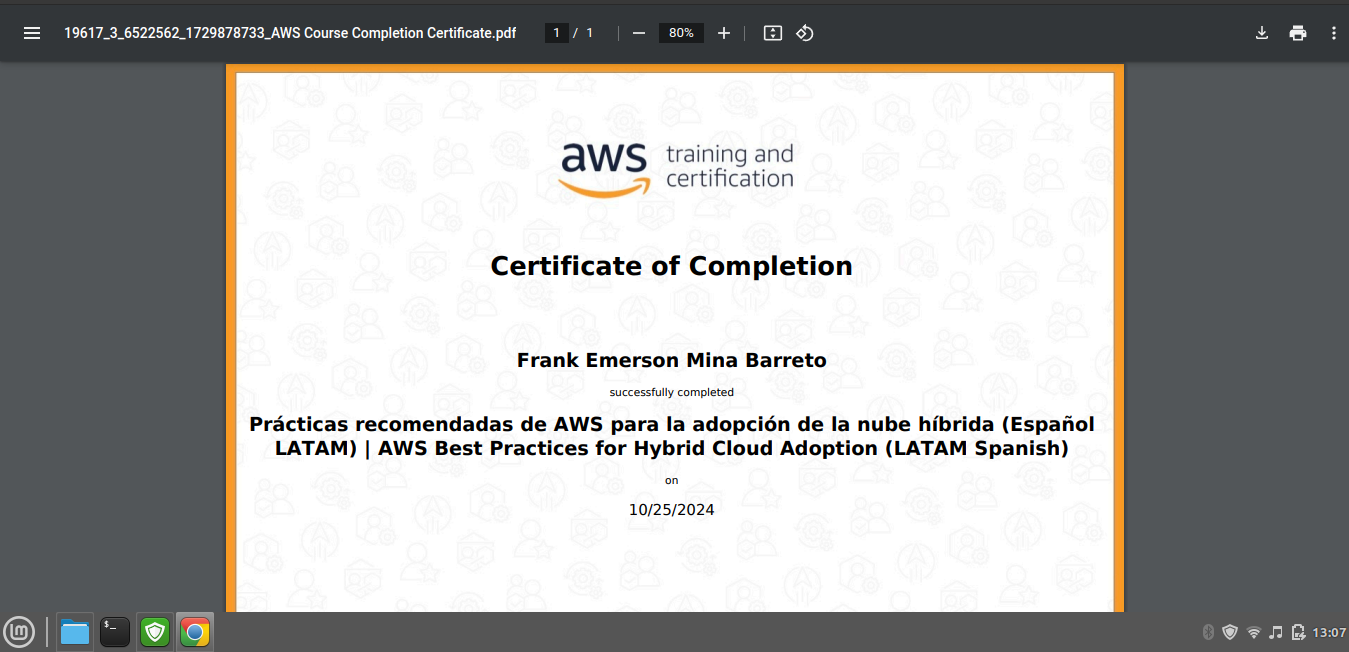 19617_3_6522562_1729878733_AWS Course Completion Certificate.pdf
1 / 1
80%
aws training and
certification
Certificate of Completion
Frank Emerson Mina Barreto
successfully completed
Prácticas recomendadas de AWS para la adopción de la nube híbrida (Español
LATAM) | AWS Best Practices for Hybrid Cloud Adoption (LATAM Spanish)
on
10/25/2024
$_
13:07